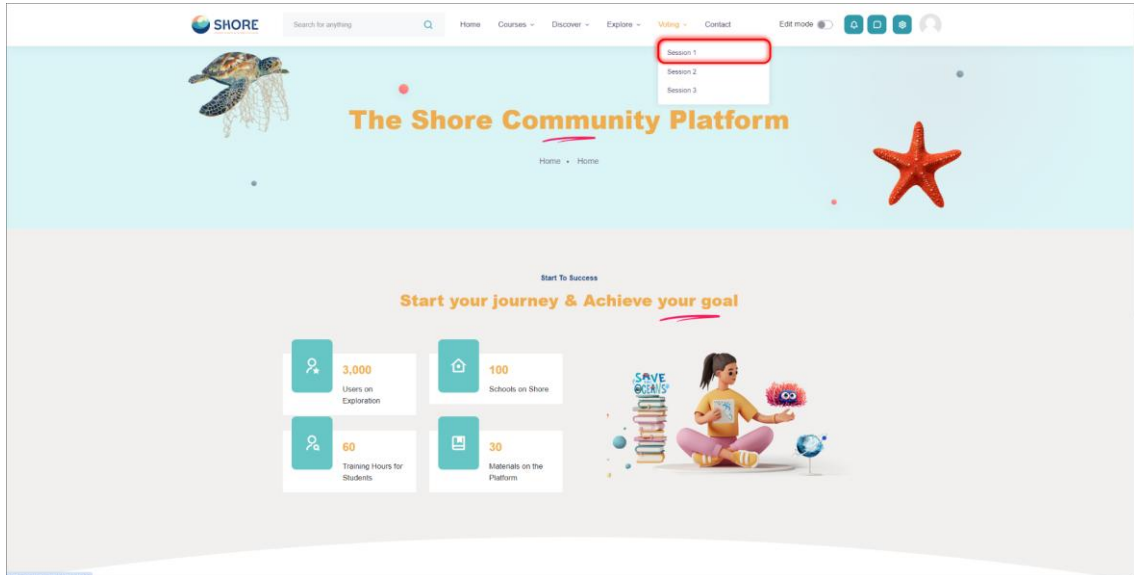 SHORE
Search for anything
Home
Courses
Discover
Explore
Voting
Contact
Edit mode
Session 1
Session 2
Session 3
The Shore Community Platform
Home • Home
Start To Success
Start your journey & Achieve your goal
3,000
Users on
Exploration
100
Schools on Shore
60
Training Hours for
Students
30
Materials on the
Platform
SAVE
OCEANS